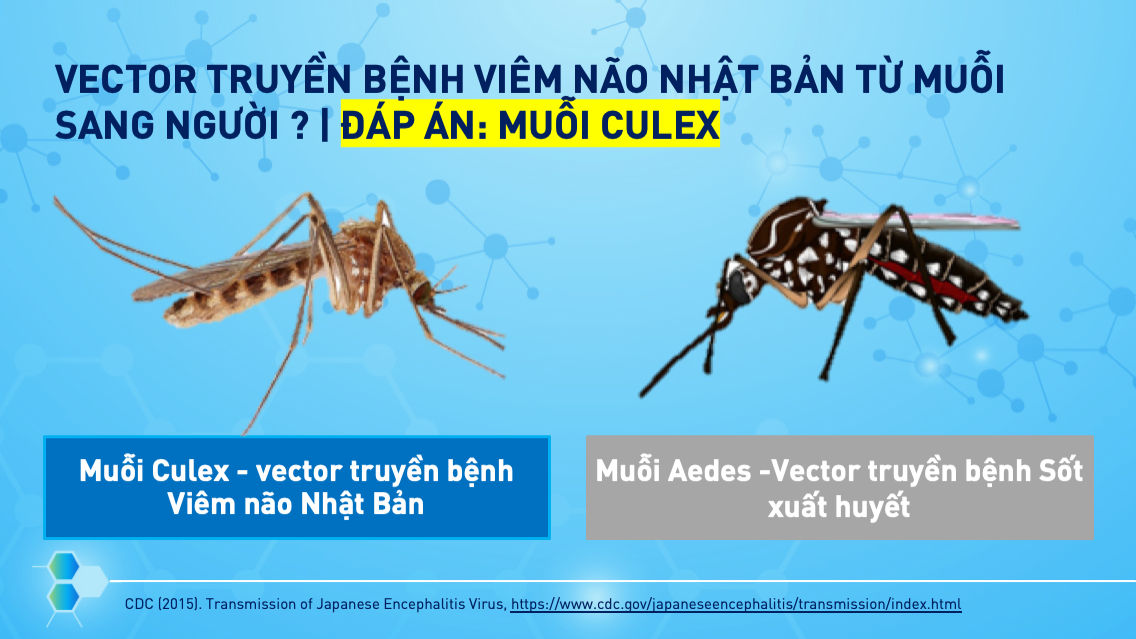 VECTOR TRUYỀN BỆNH VIÊM NÃO NHẬT BẢN TỪ MUỖI
SANG NGƯỜI ? | ĐÁP ÁN: MUỖI CULEX
Muỗi Culex - vector truyền bệnh
Viêm não Nhật Bản
Muỗi Aedes -Vector truyền bệnh Sốt
xuất huyết
CDC (2015). Transmission of Japanese Encephalitis Virus, https://www.cdc.gov/japaneseencephalitis/transmission/index.html